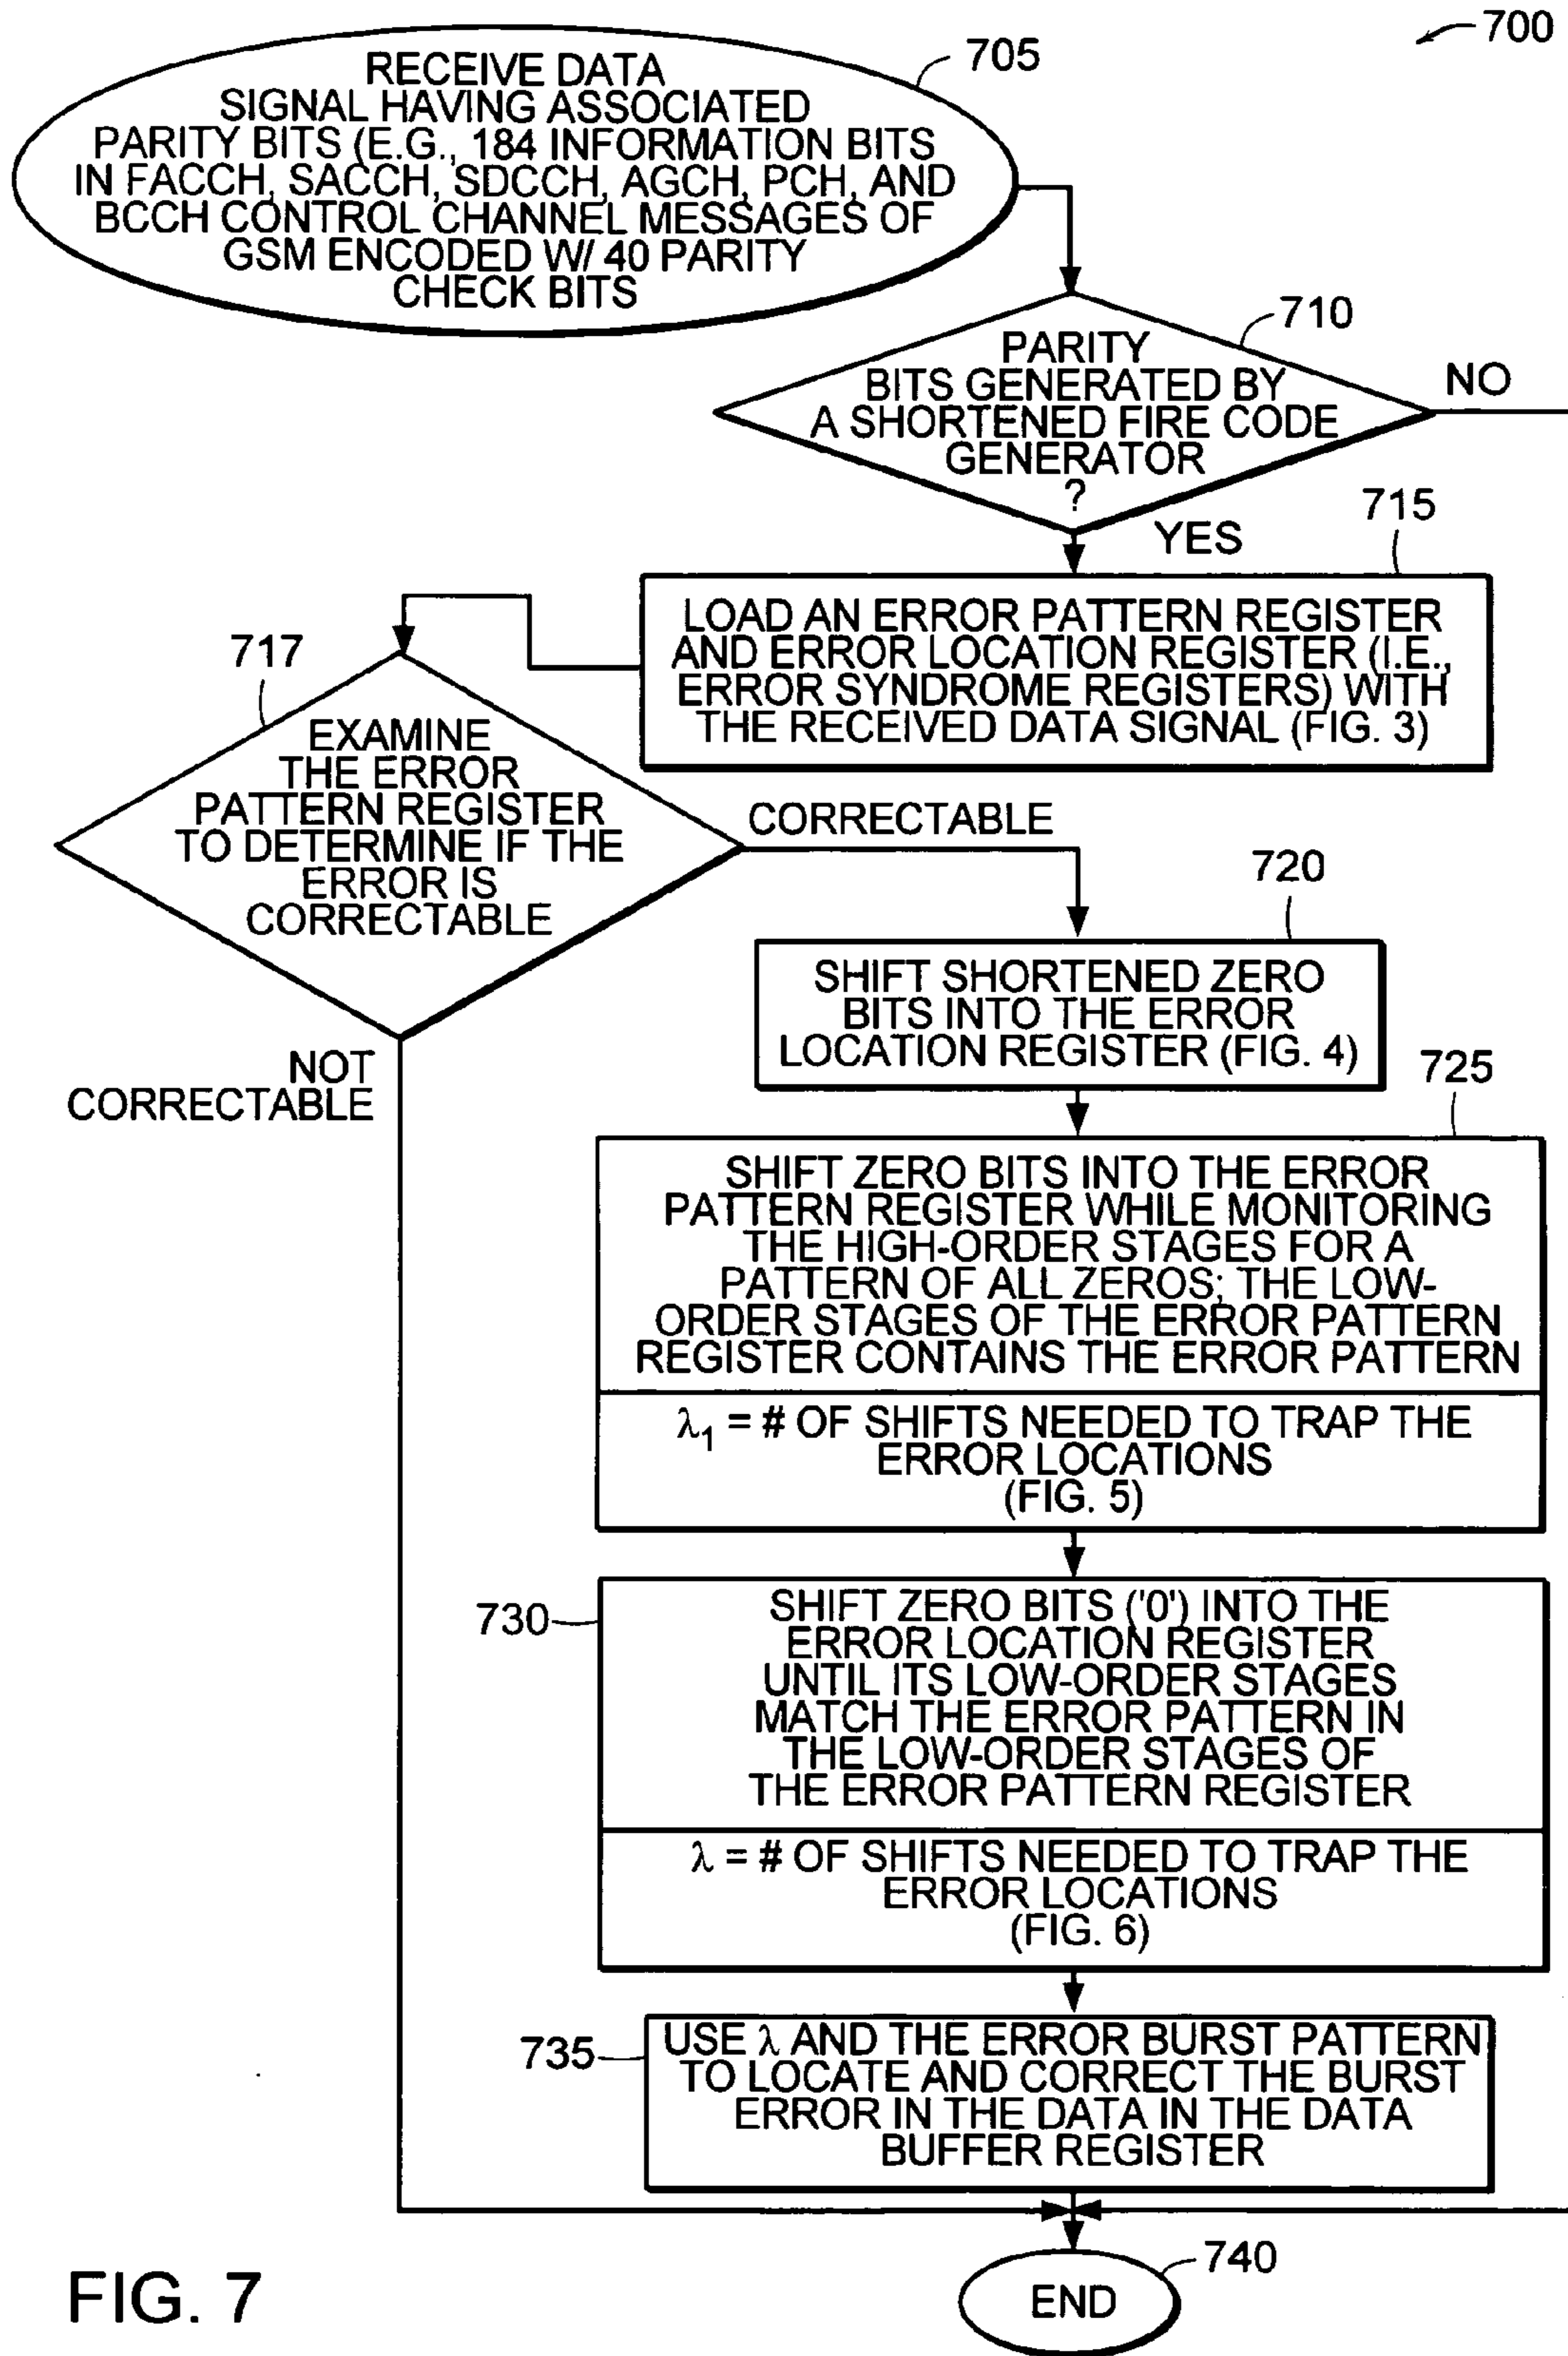 700
705
RECEIVE DATA
SIGNAL HAVING ASSOCIATED
PARITY BITS (E.G., 184 INFORMATION BITS
IN FACCH, SACCH, SDCCH, AGCH, PCH, AND
BCCH CONTROL CHANNEL MESSAGES OF
GSM ENCODED W/ 40 PARITY
CHECK BITS
710
PARITY
BITS GENERATED BY
A SHORTENED FIRE CODE
GENERATOR
?
NO
YES
715
LOAD AN ERROR PATTERN REGISTER
AND ERROR LOCATION REGISTER (I.E.,
ERROR SYNDROME REGISTERS) WITH
THE RECEIVED DATA SIGNAL (FIG. 3)
717
EXAMINE
THE ERROR
PATTERN REGISTER
TO DETERMINE IF THE
ERROR IS
CORRECTABLE
CORRECTABLE
NOT
CORRECTABLE
720
SHIFT SHORTENED ZERO
BITS INTO THE ERROR
LOCATION REGISTER (FIG. 4)
725
SHIFT ZERO BITS INTO THE ERROR
PATTERN REGISTER WHILE MONITORING
THE HIGH-ORDER STAGES FOR A
PATTERN OF ALL ZEROS; THE LOW-
ORDER STAGES OF THE ERROR PATTERN
REGISTER CONTAINS THE ERROR PATTERN
λ₁ = # OF SHIFTS NEEDED TO TRAP THE
ERROR LOCATIONS
(FIG. 5)
730
SHIFT ZERO BITS ('0') INTO THE
ERROR LOCATION REGISTER
UNTIL ITS LOW-ORDER STAGES
MATCH THE ERROR PATTERN IN
THE LOW-ORDER STAGES OF
THE ERROR PATTERN REGISTER
λ = # OF SHIFTS NEEDED TO TRAP THE
ERROR LOCATIONS
(FIG. 6)
735
USE λ AND THE ERROR BURST PATTERN
TO LOCATE AND CORRECT THE BURST
ERROR IN THE DATA IN THE DATA
BUFFER REGISTER
740
END
FIG. 7